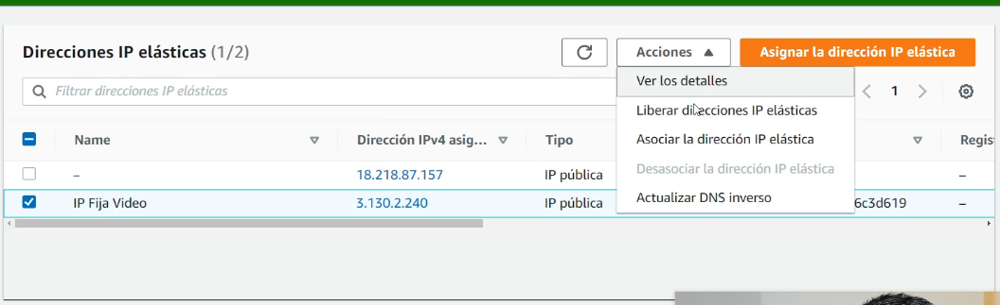 Direcciones IP elásticas (1/2)
Acciones ▲
Asignar la dirección IP elástica
Filtrar direcciones IP elásticas
1
Ver los detalles
Liberar direcciones IP elásticas
Asociar la dirección IP elástica
Desasociar la dirección IP elástica
Actualizar DNS inverso
Name
Dirección IPv4 asig...
Tipo
Regis
– 18.218.87.157 IP pública –
IP Fija Video 3.130.2.240 IP pública 6c3d619 –